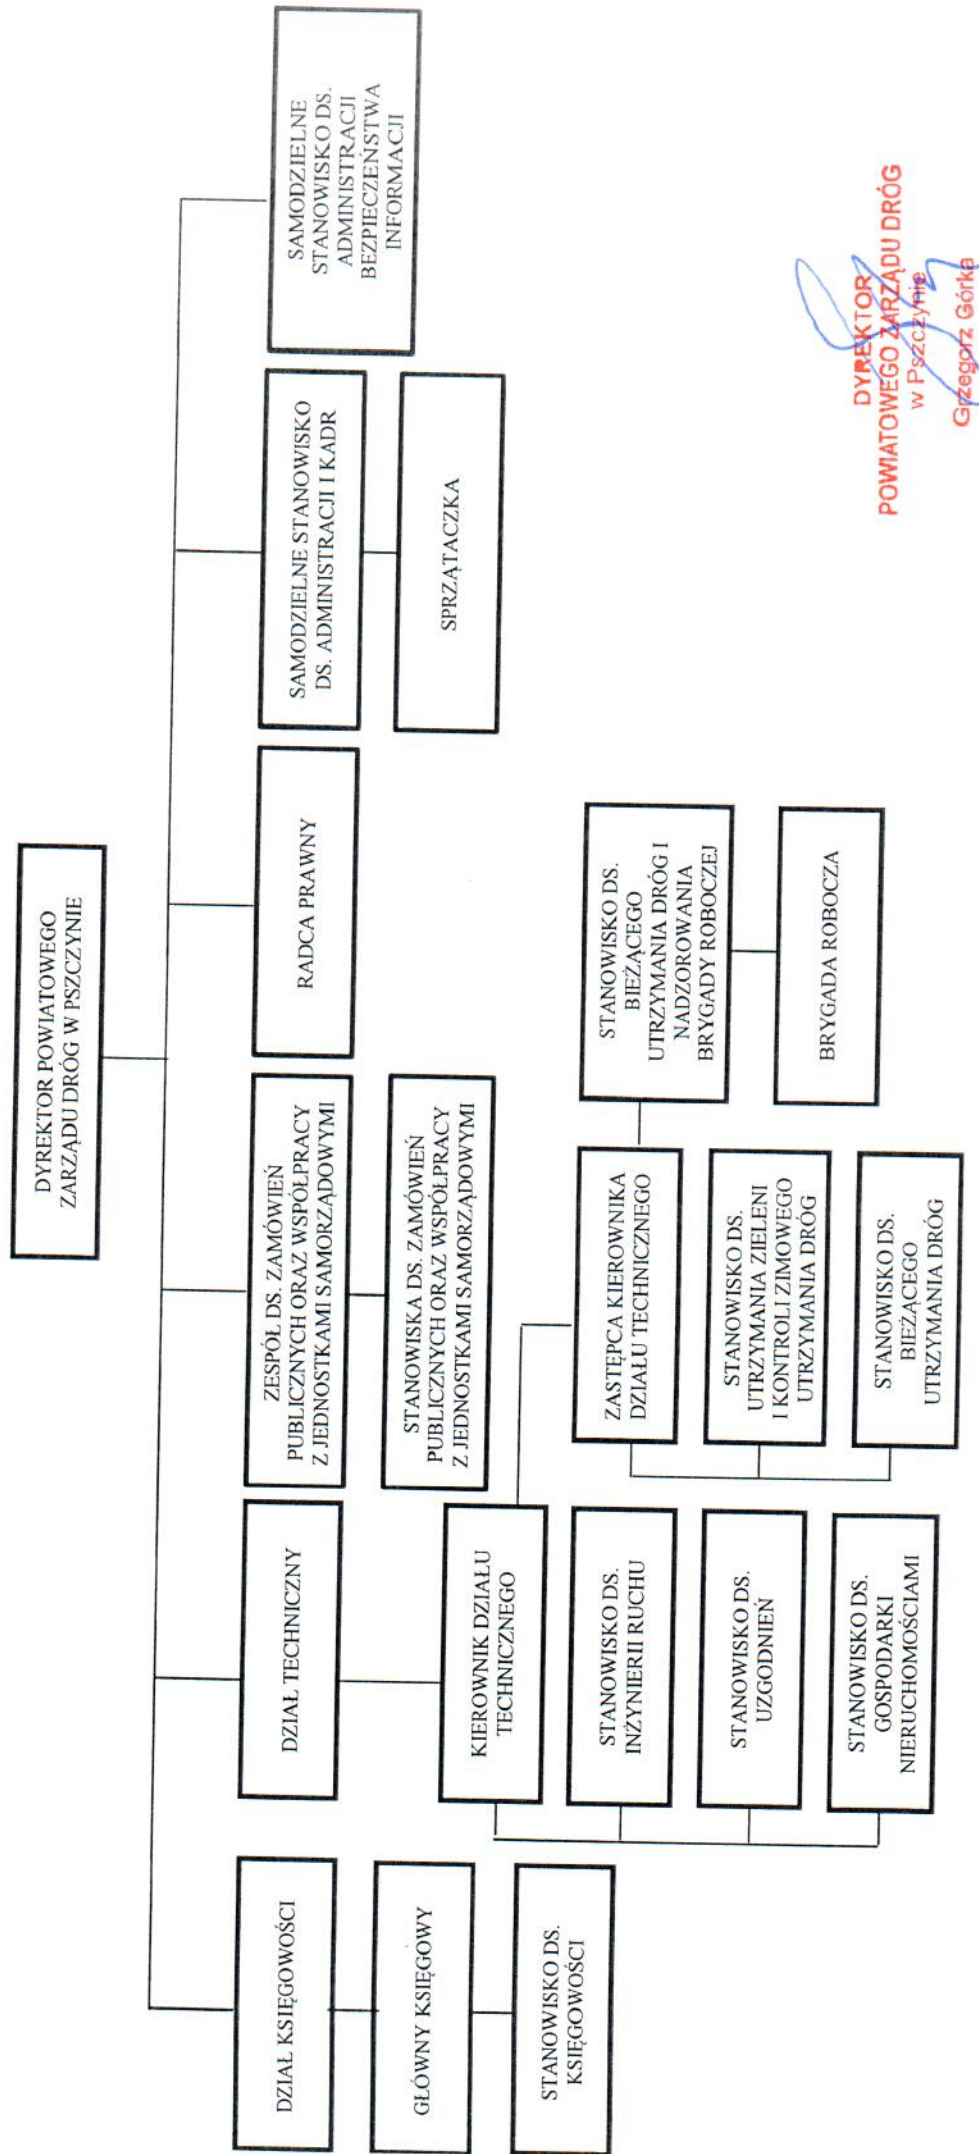 DYREKTOR POWIATOWEGO
ZARZĄDU DRÓG W PSZCZYNIE
DZIAŁ KSIĘGOWOŚCI
GŁÓWNY KSIĘGOWY
STANOWISKO DS.
KSIĘGOWOŚCI
DZIAŁ TECHNICZNY
KIEROWNIK DZIAŁU
TECHNICZNEGO
STANOWISKO DS.
INŻYNIERII RUCHU
STANOWISKO DS.
UZGODNIEŃ
STANOWISKO DS.
GOSPODARKI
NIERUCHOMOŚCIAMI
ZASTĘPCA KIEROWNIKA
DZIAŁU TECHNICZNEGO
STANOWISKO DS.
UTRZYMANIA ZIELENI
I KONTROLI ZIMOWEGO
UTRZYMANIA DRÓG
STANOWISKO DS.
BIEŻĄCEGO
UTRZYMANIA DRÓG
STANOWISKO DS.
BIEŻĄCEGO
UTRZYMANIA DRÓG I
NADZOROWANIA
BRYGADY ROBOCZEJ
BRYGADA ROBOCZA
ZESPÓŁ DS. ZAMÓWIEŃ
PUBLICZNYCH ORAZ WSPÓŁPRACY
Z JEDNOSTKAMI SAMORZĄDOWYMI
STANOWISKA DS. ZAMÓWIEŃ
PUBLICZNYCH ORAZ WSPÓŁPRACY
Z JEDNOSTKAMI SAMORZĄDOWYMI
RADCA PRAWNY
SAMODZIELNE STANOWISKO
DS. ADMINISTRACJI I KADR
SPRZĄTACZKA
SAMODZIELNE
STANOWISKO DS.
ADMINISTRACJI
BEZPIECZEŃSTWA
INFORMACJI
DYREKTOR
POWIATOWEGO ZARZĄDU DRÓG
w Pszczynie
Grzegorz Górka